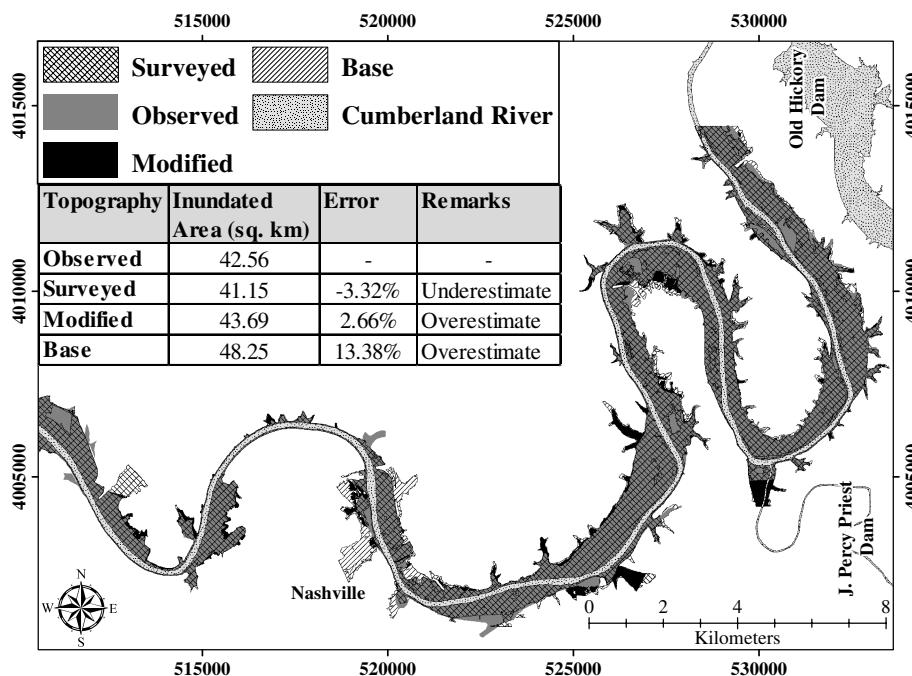 515000 520000 525000 530000
Surveyed Base
Observed Cumberland River
Modified
Topography Inundated Area (sq. km) Error Remarks
Observed 42.56 - -
Surveyed 41.15 -3.32% Underestimate
Modified 43.69 2.66% Overestimate
Base 48.25 13.38% Overestimate
4015000
4010000
4005000
4015000
4010000
4005000
Old Hickory
Dam
J. Percy Priest
Dam
Nashville
N
W E
S
0 2 4 8
Kilometers
515000 520000 525000 530000